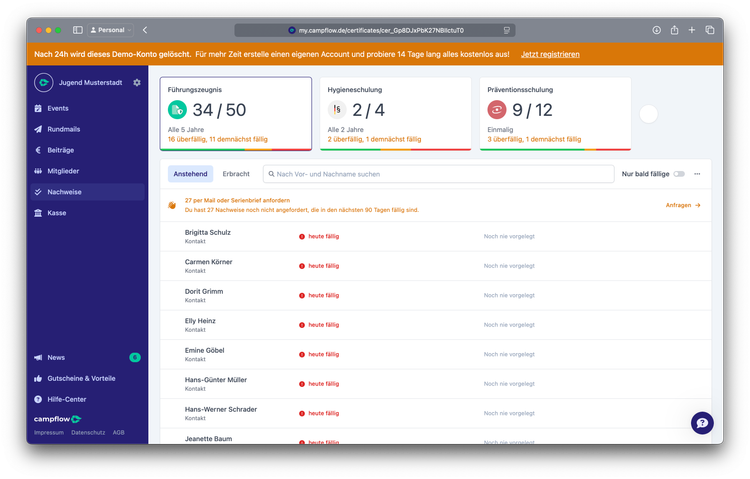 Personal
my.campflow.de/certificates/cer_Gp8DJxPbK27NBIictuT0
Nach 24h wird dieses Demo-Konto gelöscht. Für mehr Zeit erstelle einen eigenen Account und probiere 14 Tage lang alles kostenlos aus! Jetzt registrieren
Jugend Musterstadt
Events
Rundmails
Beiträge
Mitglieder
Nachweise
Kasse
News
6
Gutscheine & Vorteile
Hilfe-Center
campflow
Impressum Datenschutz AGB
Führungszeugnis
34 / 50
Alle 5 Jahre
16 überfällig, 11 demnächst fällig
Hygieneschulung
2 / 4
Alle 2 Jahre
2 überfällig, 1 demnächst fällig
Präventionsschulung
9 / 12
Einmalig
3 überfällig, 1 demnächst fällig
Anstehend
Erbracht
Nach Vor- und Nachname suchen
Nur bald fällige
27 per Mail oder Serienbrief anfordern
Du hast 27 Nachweise noch nicht angefordert, die in den nächsten 90 Tagen fällig sind.
Anfragen →
Brigitta Schulz
Kontakt
heute fällig
Noch nie vorgelegt
Carmen Körner
Kontakt
heute fällig
Noch nie vorgelegt
Dorit Grimm
Kontakt
heute fällig
Noch nie vorgelegt
Elly Heinz
Kontakt
heute fällig
Noch nie vorgelegt
Emine Göbel
Kontakt
heute fällig
Noch nie vorgelegt
Hans-Günter Müller
Kontakt
heute fällig
Noch nie vorgelegt
Hans-Werner Schrader
Kontakt
heute fällig
Noch nie vorgelegt
Jeanette Baum
heute fällig
Noch nie vorgelegt